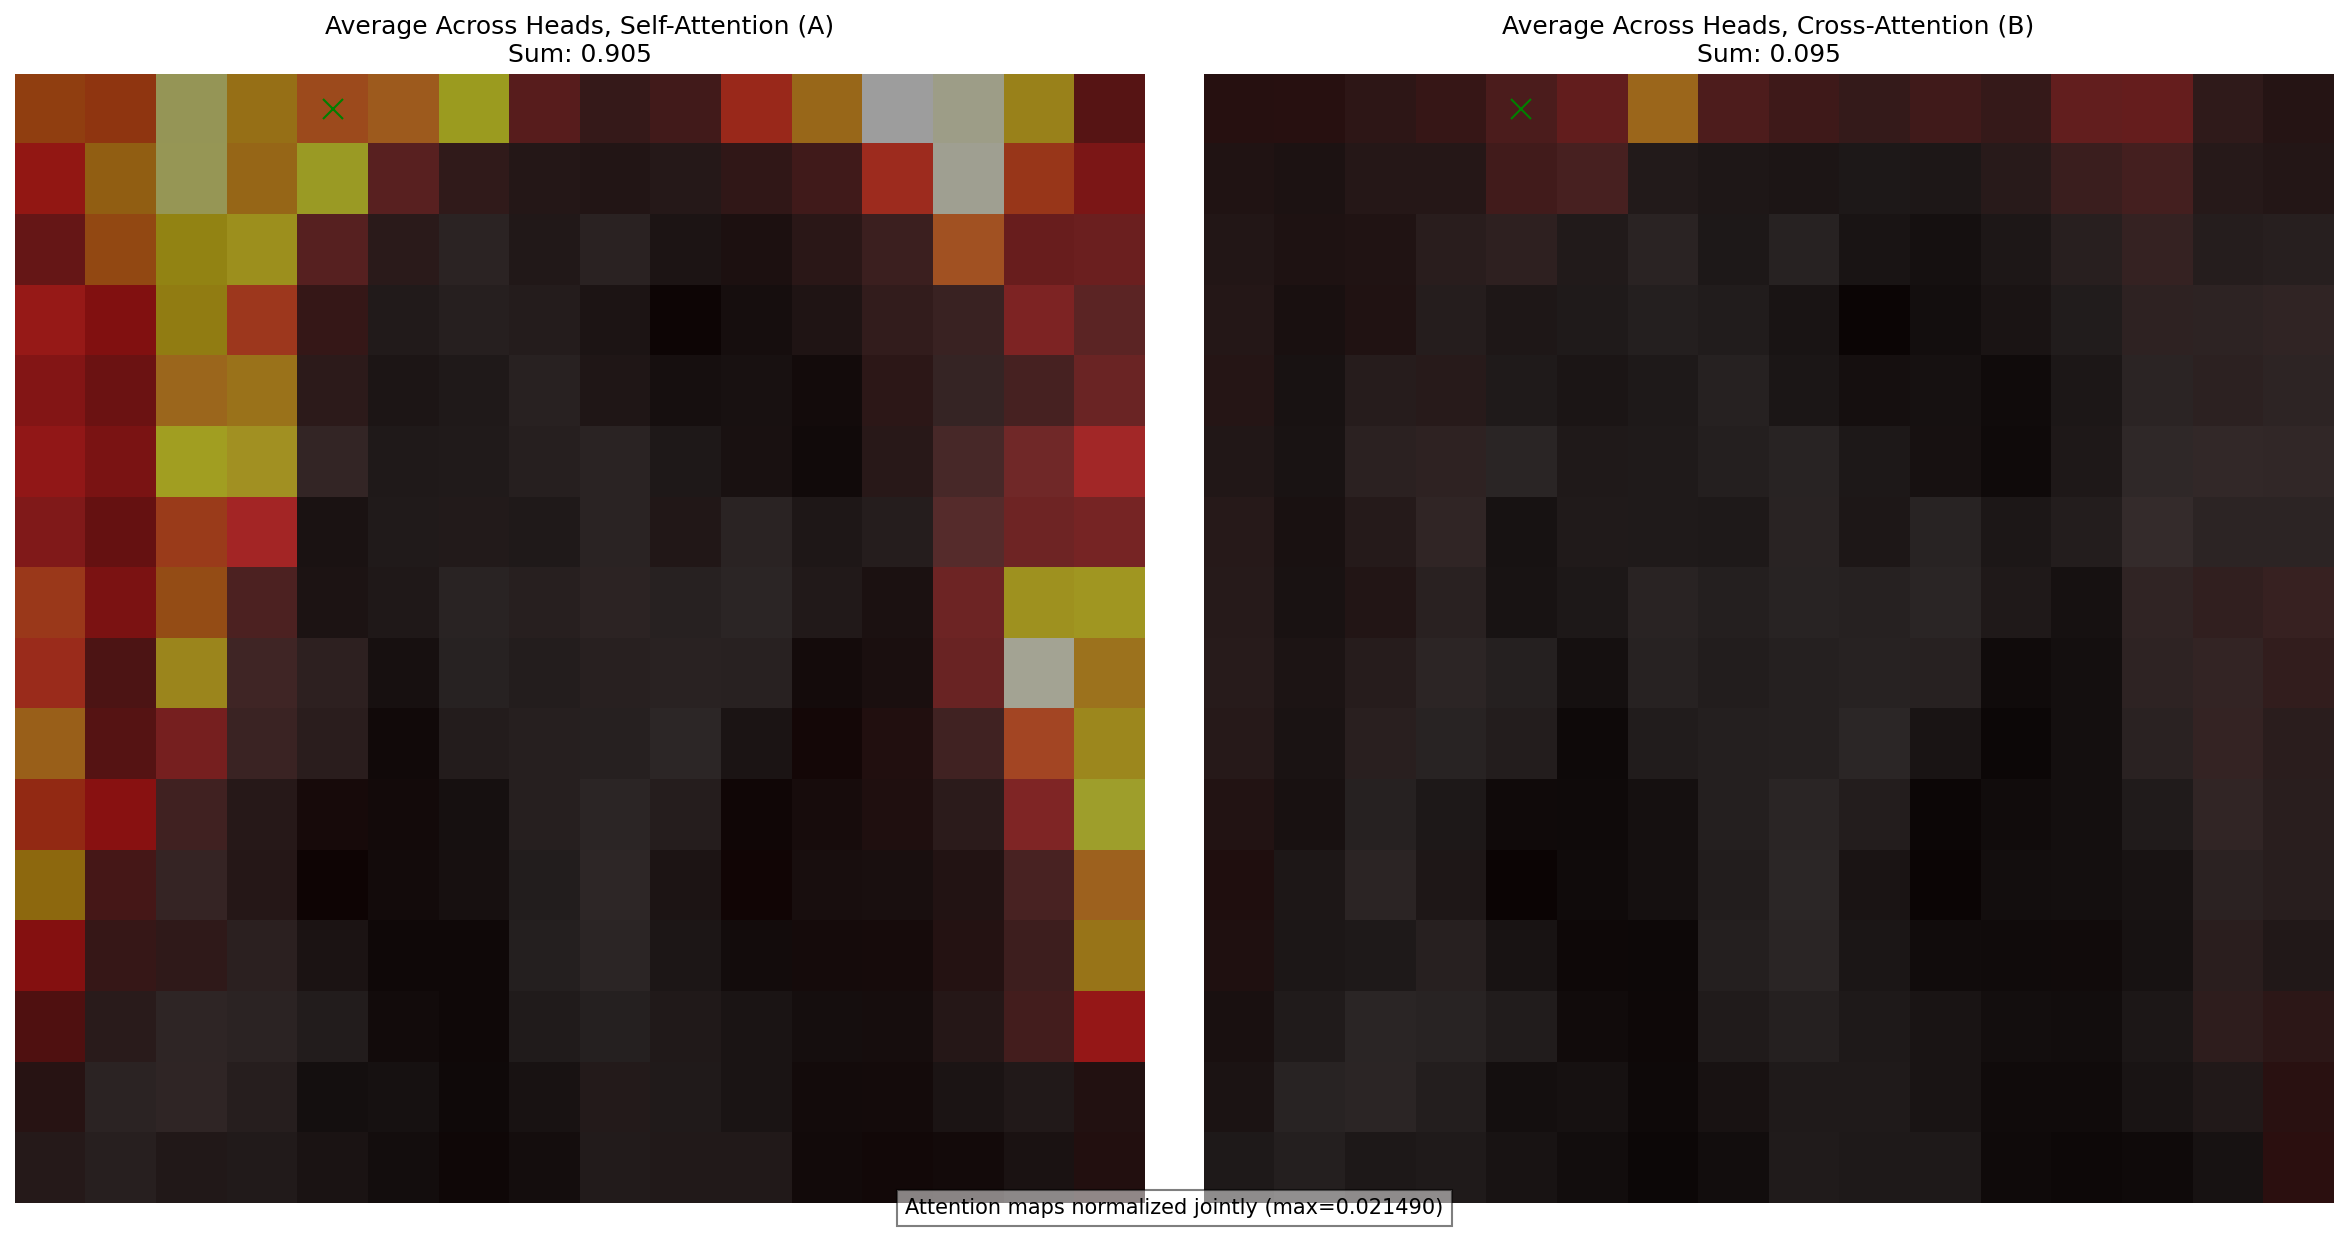 Average Across Heads, Self-Attention (A)
Sum: 0.905
Average Across Heads, Cross-Attention (B)
Sum: 0.095
Attention maps normalized jointly (max=0.021490)